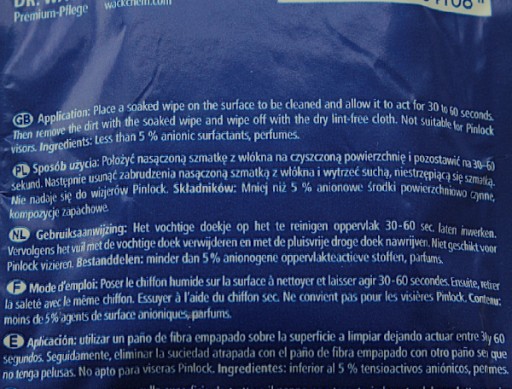 DR. W
Premium-Pflege wackchem.com
GB Application: Place a soaked wipe on the surface to be cleaned and allow it to act for 30 to 60 seconds.
Then remove the dirt with the soaked wipe and wipe off with the dry lint-free cloth. Not suitable for Pinlock
visors. Ingredients: Less than 5 % anionic surfactants, perfumes.
PL Sposób użycia: Położyć nasączoną szmatkę z włókna na czyszczoną powierzchnię i pozostawić na 30-60
sekund. Następnie usunąć zabrudzenia nasączoną szmatką z włókna i wytrzeć suchą, niestrzępiącą się szmatką.
Nie nadaje się do wizjerów Pinlock. Składników: Mniej niż 5 % anionowe środki powierzchniowo czynne,
kompozycje zapachowe.
NL Gebruiksaanwijzing: Het vochtige doekje op het te reinigen oppervlak 30-60 sec. laten inwerken.
Vervolgens het vuil met de vochtige doek verwijderen en met de pluisvrije droge doek nawrijven. Niet geschikt voor
Pinlock vizieren. Bestanddelen: minder dan 5 % anionogene oppervlakteactieve stoffen, parfums.
F Mode d'emploi: Poser le chiffon humide sur la surface à nettoyer et laisser agir 30-60 secondes. Ensuite, retirer
la saleté avec le même chiffon. Essuyer à l'aide du chiffon sec. Ne convient pas pour les visières Pinlock. Contenu:
moins de 5% agents de surface anioniques, parfums.
E Aplicación: utilizar un paño de fibra empapado sobre la superficie a limpiar dejando actuar entre 30 y 60
segundos. Seguidamente, eliminar la suciedad atrapada con el paño de fibra empapado con otro paño sei que
no tenga pelusas. No apto para viseras Pinlock. Ingredientes: inferior al 5 % tensioactivos aniónicos, perfumes.